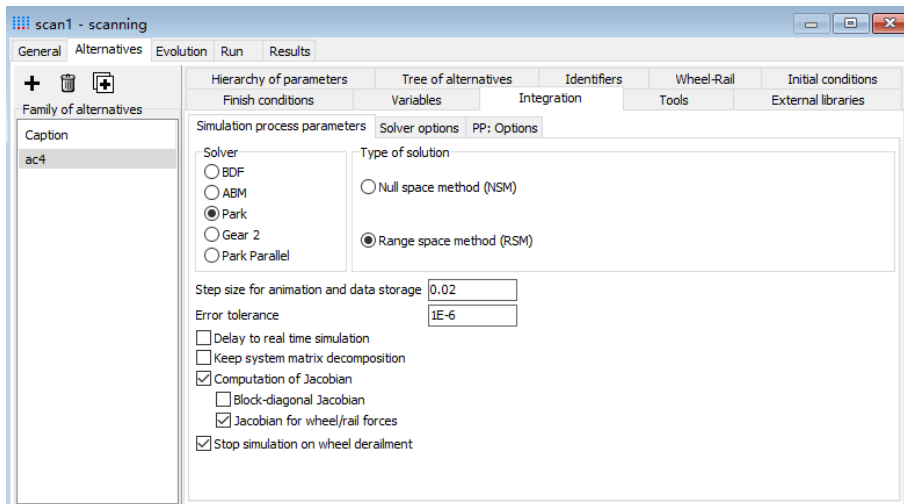 scan1 - scanning
General Alternatives Evolution Run Results
Family of alternatives
Caption
ac4
Hierarchy of parameters Tree of alternatives Identifiers Wheel-Rail Initial conditions
Finish conditions Variables Integration Tools External libraries
Simulation process parameters Solver options PP: Options
Solver Type of solution
BDF
ABM
Park
Gear 2
Park Parallel
Null space method (NSM)
Range space method (RSM)
Step size for animation and data storage 0.02
Error tolerance 1E-6
Delay to real time simulation
Keep system matrix decomposition
Computation of Jacobian
Block-diagonal Jacobian
Jacobian for wheel/rail forces
Stop simulation on wheel derailment